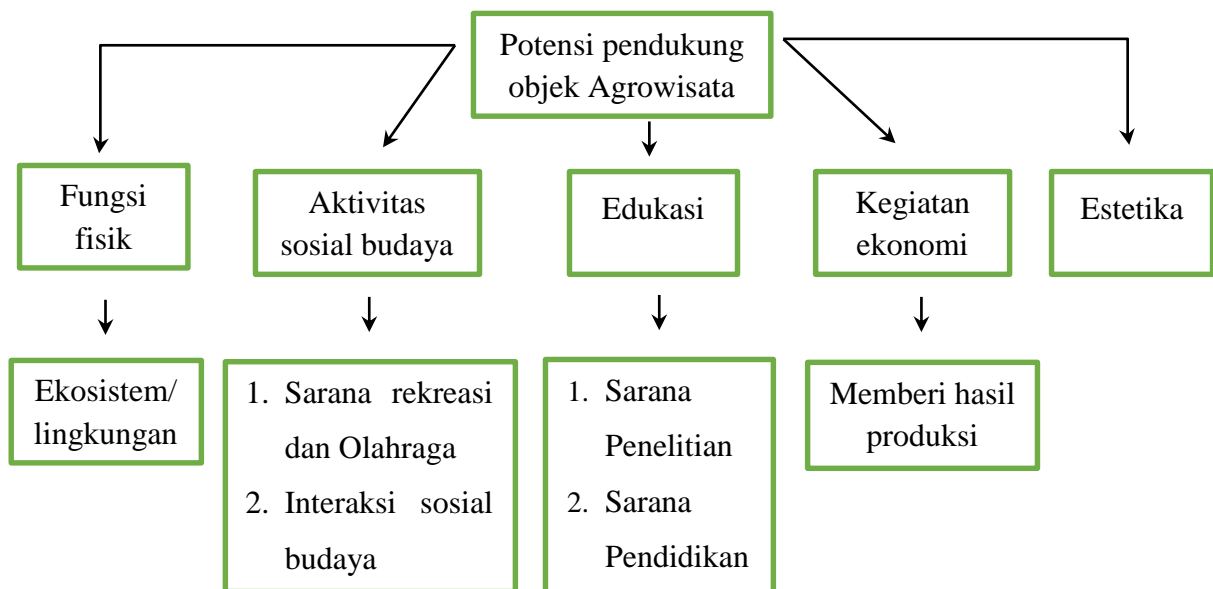 Potensi pendukung
objek Agrowisata
Fungsi
fisik
Aktivitas
sosial budaya
Edukasi
Kegiatan
ekonomi
Estetika
Ekosistem/
lingkungan
1. Sarana rekreasi
dan Olahraga
2. Interaksi sosial
budaya
1. Sarana
Penelitian
2. Sarana
Pendidikan
Memberi hasil
produksi